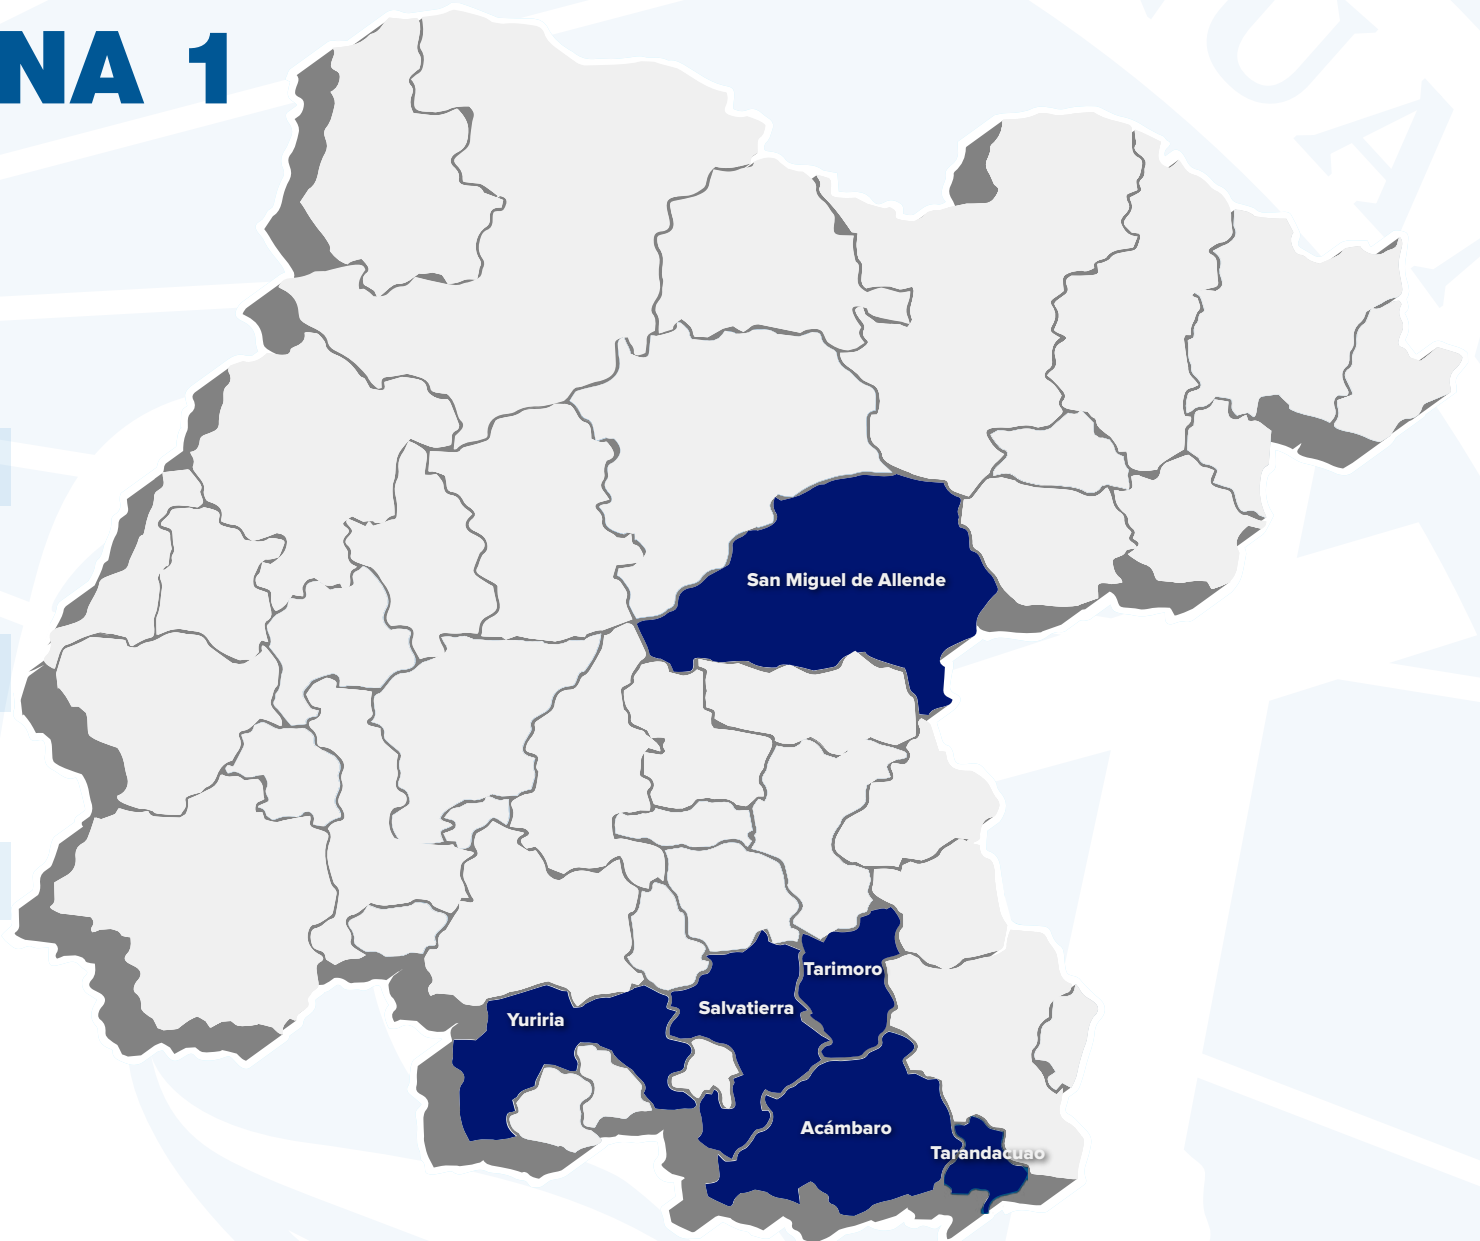 NA 1
San Miguel de Allende
Tarimoro
Salvatierra
Yuriria
Acámbaro
Tarandacuao